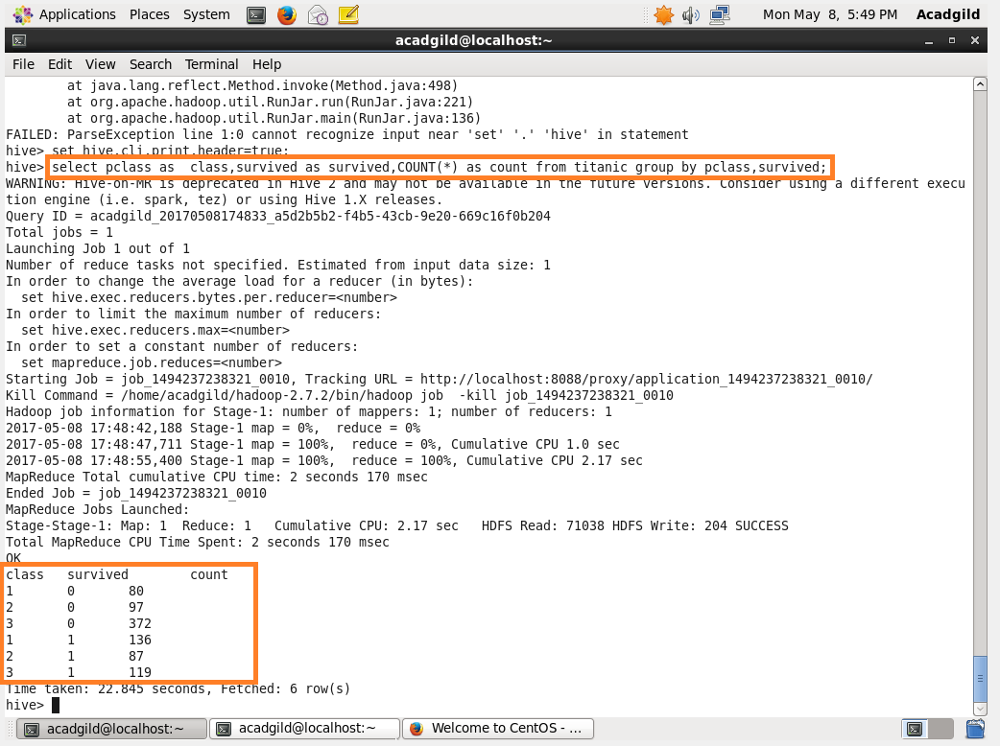 Applications Places System Mon May 8, 5:49 PM Acadgild
acadgild@localhost:~
File Edit View Search Terminal Help
at java.lang.reflect.Method.invoke(Method.java:498)
at org.apache.hadoop.util.RunJar.run(RunJar.java:221)
at org.apache.hadoop.util.RunJar.main(RunJar.java:136)
FAILED: ParseException line 1:0 cannot recognize input near 'set' '.' 'hive' in statement
hive> set hive.cli.print.header=true;
hive> select pclass as  class,survived as survived,COUNT(*) as count from titanic group by pclass,survived;
WARNING: Hive-on-MR is deprecated in Hive 2 and may not be available in the future versions. Consider using a different execu
tion engine (i.e. spark, tez) or using Hive 1.X releases.
Query ID = acadgild_20170508174833_a5d2b5b2-f4b5-43cb-9e20-669c16f0b204
Total jobs = 1
Launching Job 1 out of 1
Number of reduce tasks not specified. Estimated from input data size: 1
In order to change the average load for a reducer (in bytes):
set hive.exec.reducers.bytes.per.reducer=<number>
In order to limit the maximum number of reducers:
set hive.exec.reducers.max=<number>
In order to set a constant number of reducers:
set mapreduce.job.reduces=<number>
Starting Job = job_1494237238321_0010, Tracking URL = http://localhost:8088/proxy/application_1494237238321_0010/
Kill Command = /home/acadgild/hadoop-2.7.2/bin/hadoop job  -kill job_1494237238321_0010
Hadoop job information for Stage-1: number of mappers: 1; number of reducers: 1
2017-05-08 17:48:42,188 Stage-1 map = 0%,  reduce = 0%
2017-05-08 17:48:47,711 Stage-1 map = 100%,  reduce = 0%, Cumulative CPU 1.0 sec
2017-05-08 17:48:55,400 Stage-1 map = 100%,  reduce = 100%, Cumulative CPU 2.17 sec
MapReduce Total cumulative CPU time: 2 seconds 170 msec
Ended Job = job_1494237238321_0010
MapReduce Jobs Launched:
Stage-Stage-1: Map: 1  Reduce: 1   Cumulative CPU: 2.17 sec   HDFS Read: 71038 HDFS Write: 204 SUCCESS
Total MapReduce CPU Time Spent: 2 seconds 170 msec
OK
class survived count
1 0 80
2 0 97
3 0 372
1 1 136
2 1 87
3 1 119
Time taken: 22.845 seconds, Fetched: 6 row(s)
hive>
acadgild@localhost:~ acadgild@localhost:~ Welcome to CentOS - ...